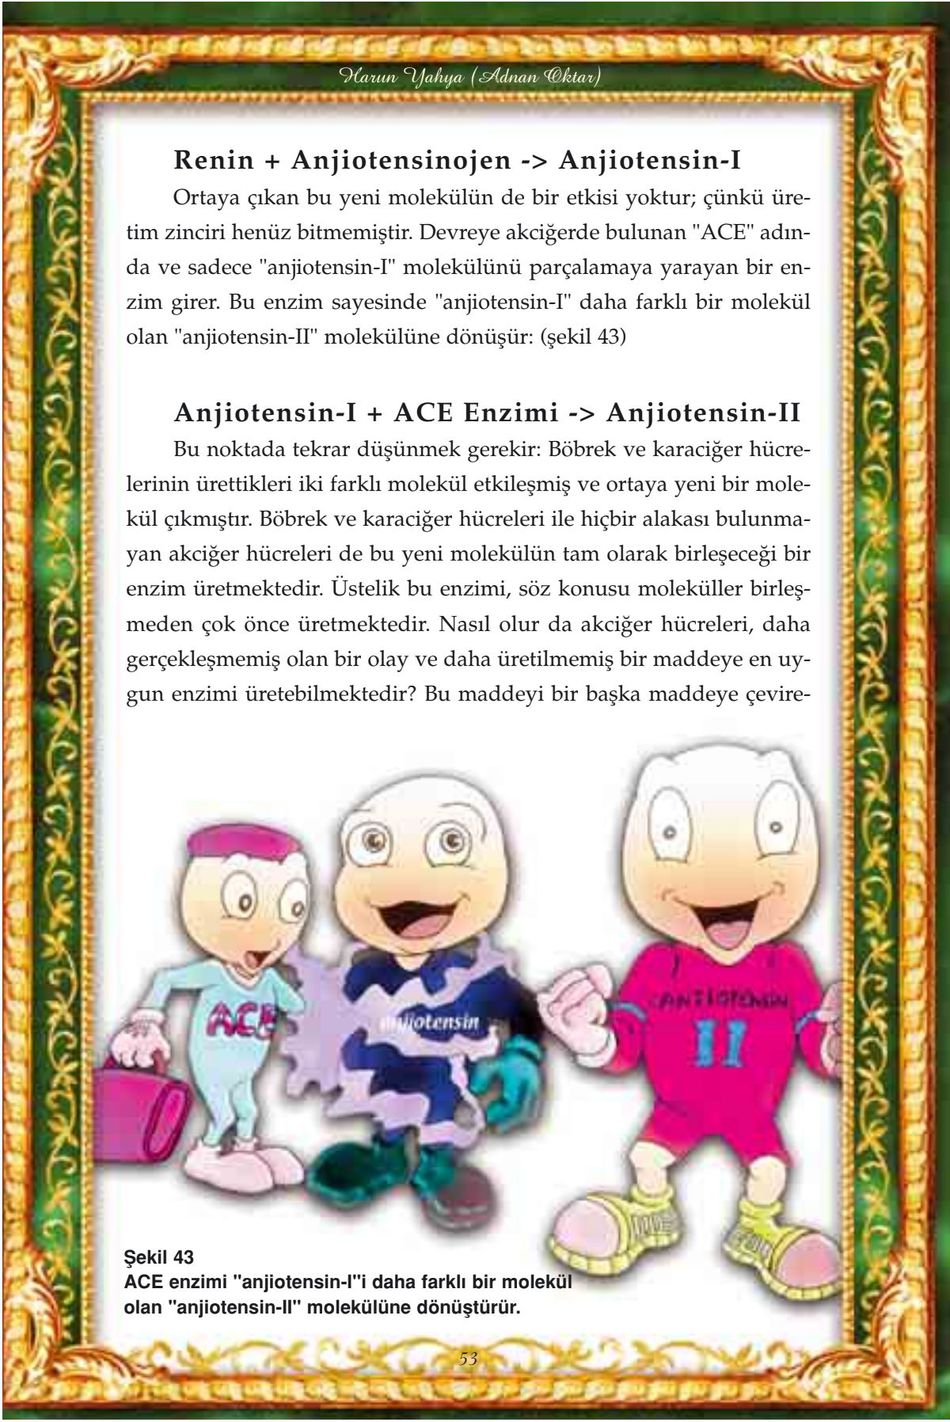 Harun Yahya (Adnan Oktar)
Renin + Anjiotensinojen -> Anjiotensin-I
Ortaya çıkan bu yeni molekülün de bir etkisi yoktur; çünkü üre-
tim zinciri henüz bitmemiştir. Devreye akciğerde bulunan "ACE" adın-
da ve sadece "anjiotensin-I" molekülünü parçalamaya yarayan bir en-
zim girer. Bu enzim sayesinde "anjiotensin-I" daha farklı bir molekül
olan "anjiotensin-II" molekülüne dönüşür: (şekil 43)
Anjiotensin-I + ACE Enzimi -> Anjiotensin-II
Bu noktada tekrar düşünmek gerekir: Böbrek ve karaciğer hücre-
lerinin ürettikleri iki farklı molekül etkileşmiş ve ortaya yeni bir mole-
kül çıkmıştır. Böbrek ve karaciğer hücreleri ile hiçbir alakası bulunma-
yan akciğer hücreleri de bu yeni molekülün tam olarak birleşeceği bir
enzim üretmektedir. Üstelik bu enzimi, söz konusu moleküller birleş-
meden çok önce üretmektedir. Nasıl olur da akciğer hücreleri, daha
gerçekleşmemiş olan bir olay ve daha üretilmemiş bir maddeye en uy-
gun enzimi üretebilmektedir? Bu maddeyi bir başka maddeye çevire-
ACE
anjiotensin
ANTIOTENSIN
II
Şekil 43
ACE enzimi "anjiotensin-I"i daha farklı bir molekül
olan "anjiotensin-II" molekülüne dönüştürür.
53